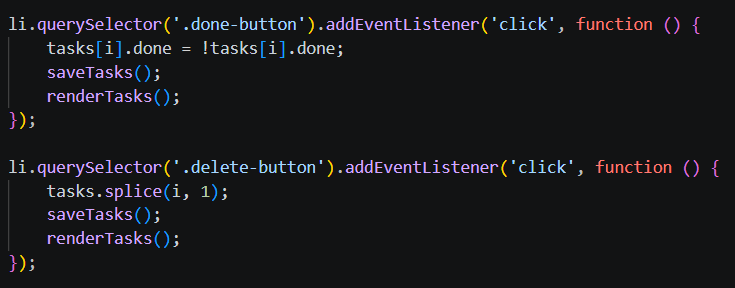 li.querySelector('.done-button').addEventListener('click', function () {
    tasks[i].done = !tasks[i].done;
    saveTasks();
    renderTasks();
});

li.querySelector('.delete-button').addEventListener('click', function () {
    tasks.splice(i, 1);
    saveTasks();
    renderTasks();
});